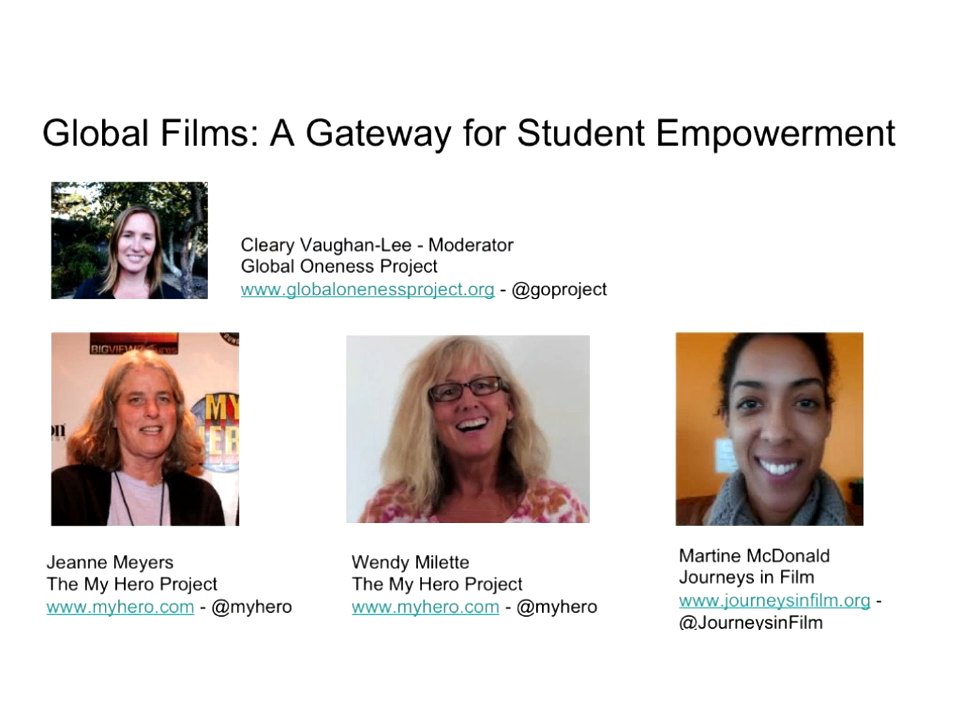 Global Films: A Gateway for Student Empowerment
Cleary Vaughan-Lee - Moderator
Global Oneness Project
www.globalonenessproject.org - @goproject
BIGVIEW
MY
Jeanne Meyers
The My Hero Project
www.myhero.com - @myhero
Wendy Milette
The My Hero Project
www.myhero.com - @myhero
Martine McDonald
Journeys in Film
www.journeysinfilm.org -
@JourneysinFilm